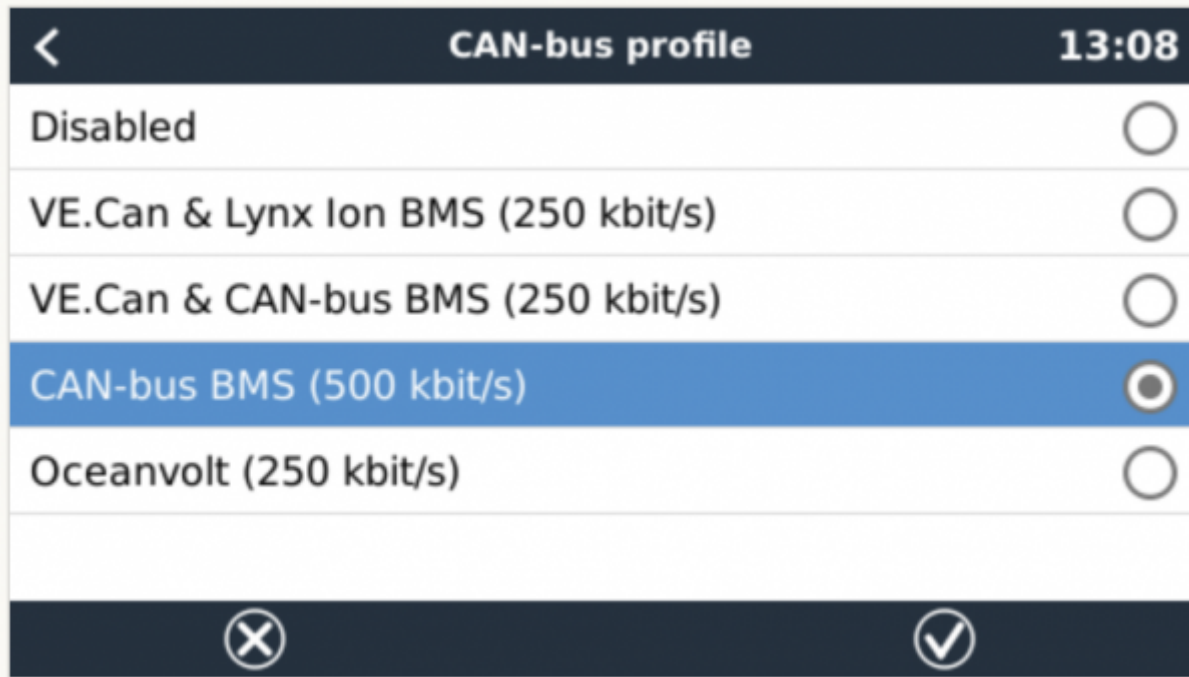 CAN-bus profile 13:08
Disabled
VE.Can & Lynx Ion BMS (250 kbit/s)
VE.Can & CAN-bus BMS (250 kbit/s)
CAN-bus BMS (500 kbit/s)
Oceanvolt (250 kbit/s)